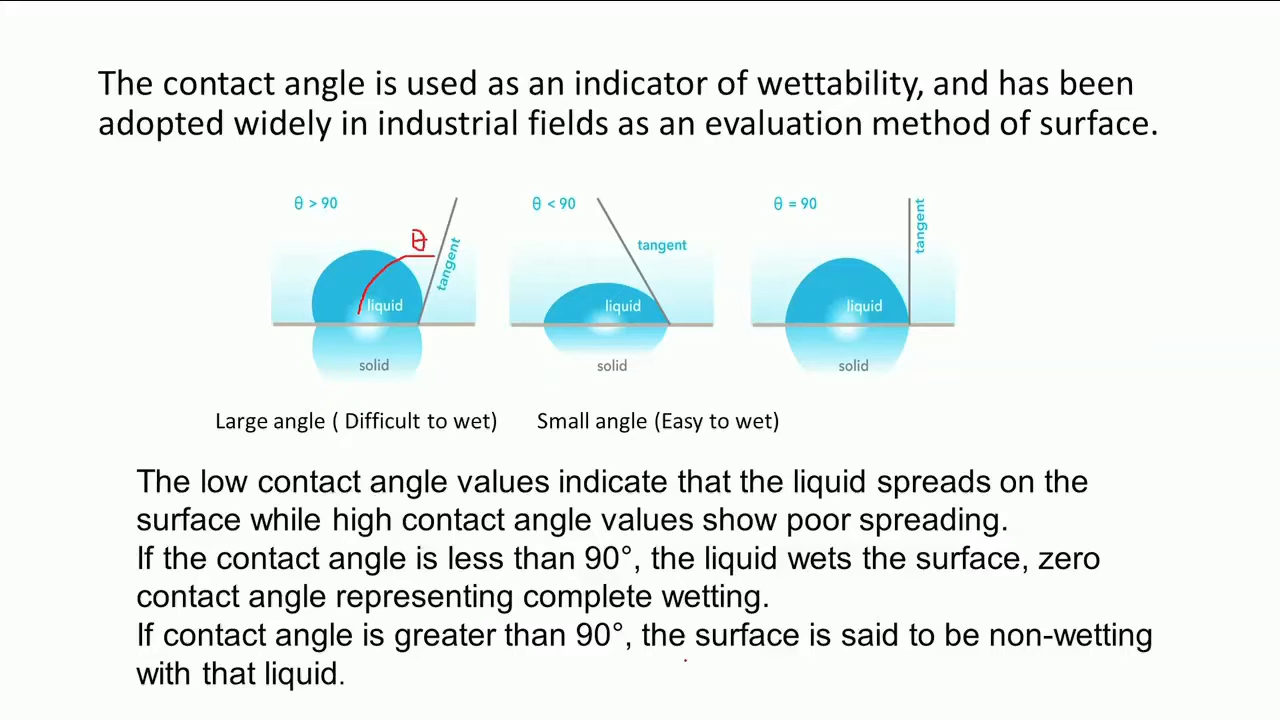 The contact angle is used as an indicator of wettability, and has been
adopted widely in industrial fields as an evaluation method of surface.
θ > 90
θ
tangent
liquid
solid
θ < 90
tangent
liquid
solid
θ = 90
tangent
liquid
solid
Large angle ( Difficult to wet)
Small angle (Easy to wet)
The low contact angle values indicate that the liquid spreads on the
surface while high contact angle values show poor spreading.
If the contact angle is less than 90°, the liquid wets the surface, zero
contact angle representing complete wetting.
If contact angle is greater than 90°, the surface is said to be non-wetting
with that liquid.